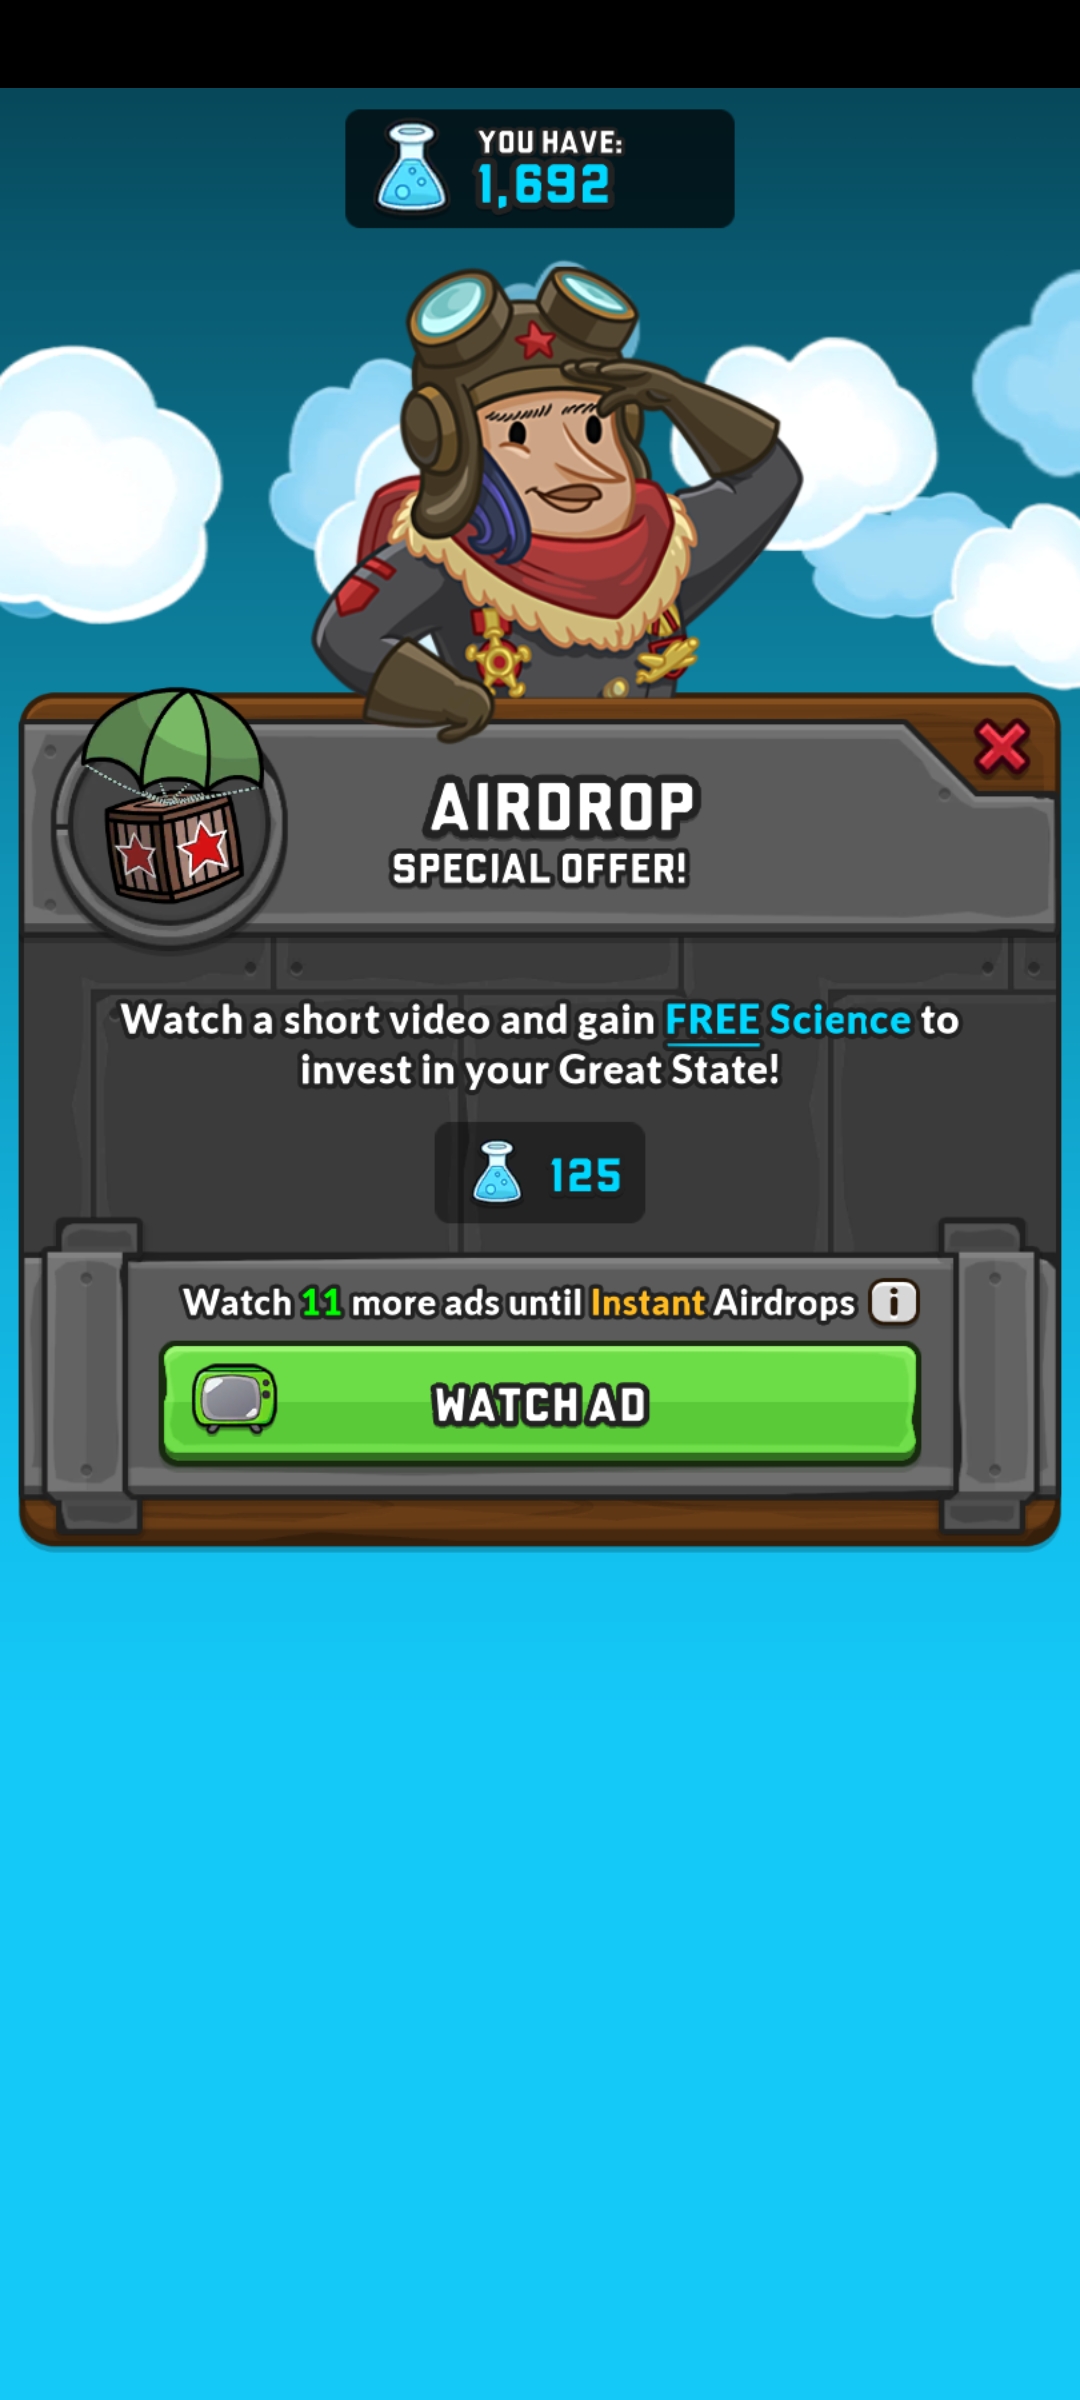 YOU HAVE:
1,692
AIRDROP
SPECIAL OFFER!
Watch a short video and gain FREE Science to
invest in your Great State!
125
Watch 11 more ads until Instant Airdrops i
WATCH AD